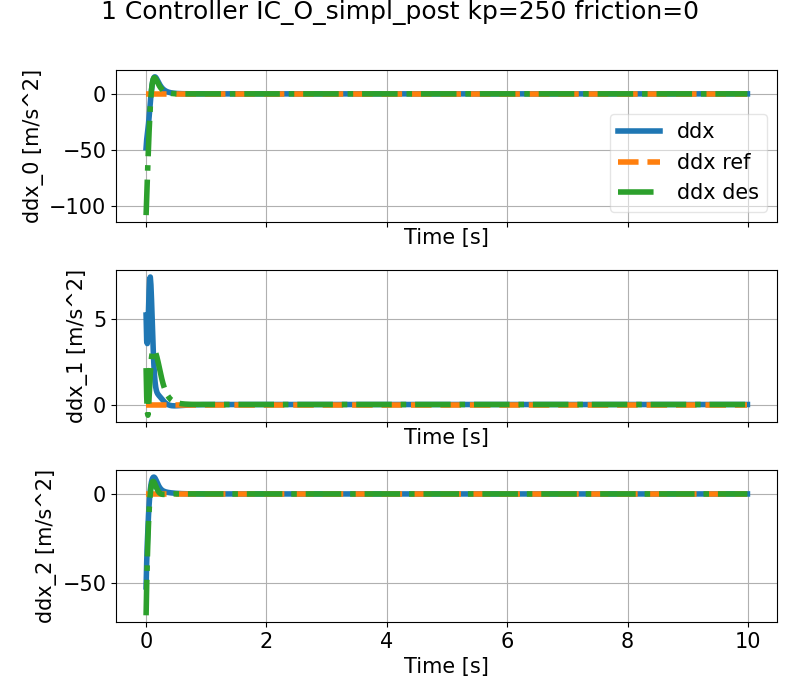 1 Controller IC_O_simpl_post kp=250 friction=0
ddx_0 [m/s^2]
0
−50
−100
ddx
ddx ref
ddx des
Time [s]
ddx_1 [m/s^2]
5
0
Time [s]
ddx_2 [m/s^2]
0
−50
0 2 4 6 8 10
Time [s]